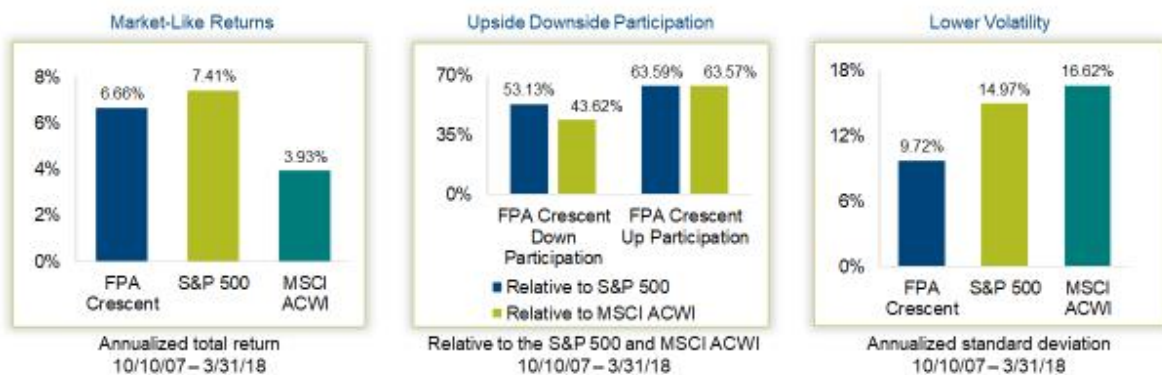 Market-Like Returns
8%
6%
4%
2%
0%
6.66%
7.41%
3.93%
FPA
Crescent
S&P 500
MSCI
ACWI
Annualized total return
10/10/07 – 3/31/18
Upside Downside Participation
70%
35%
0%
53.13%
43.62%
63.59%
63.57%
FPA Crescent
Down
Participation
FPA Crescent
Up Participation
Relative to S&P 500
Relative to MSCI ACWI
Relative to the S&P 500 and MSCI ACWI
10/10/07 – 3/31/18
Lower Volatility
18%
12%
6%
0%
9.72%
14.97%
16.62%
FPA
Crescent
S&P 500
MSCI
ACWI
Annualized standard deviation
10/10/07 – 3/31/18